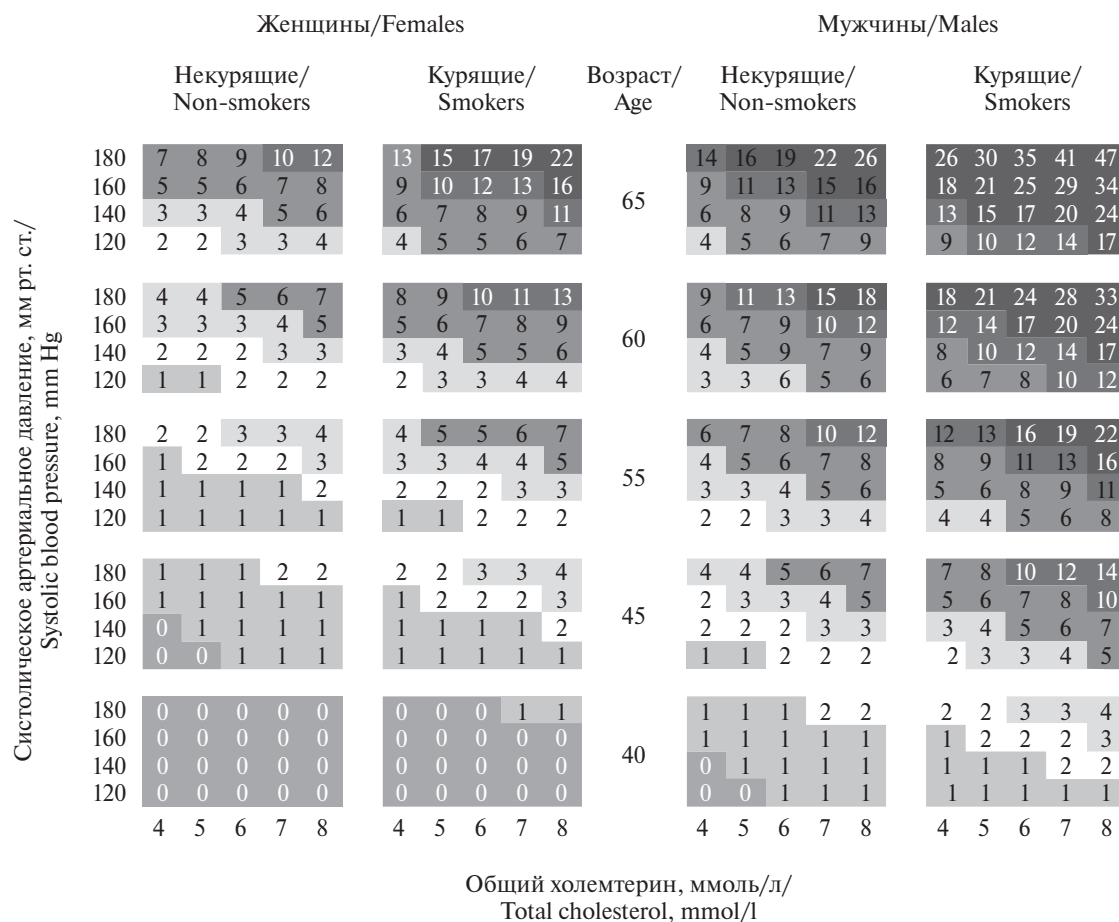 Женщины/Females Мужчины/Males
Некурящие/ Курящие/ Возраст/ Некурящие/ Курящие/
Non-smokers Smokers Age Non-smokers Smokers
Систолическое артериальное давление, мм рт. ст./
Systolic blood pressure, mm Hg
180 7 8 9 10 12 13 15 17 19 22 14 16 19 22 26 26 30 35 41 47
160 5 5 6 7 8 9 10 12 13 16 9 11 13 15 16 18 21 25 29 34
65
140 3 3 4 5 6 6 7 8 9 11 6 8 9 11 13 13 15 17 20 24
120 2 2 3 3 4 4 5 5 6 7 4 5 6 7 9 9 10 12 14 17
180 4 4 5 6 7 8 9 10 11 13 9 11 13 15 18 18 21 24 28 33
160 3 3 3 4 5 5 6 7 8 9 6 7 9 10 12 12 14 17 20 24
60
140 2 2 2 3 3 3 4 5 5 6 4 5 9 7 9 8 10 12 14 17
120 1 1 2 2 2 2 3 3 4 4 3 3 6 5 6 6 7 8 10 12
180 2 2 3 3 4 4 5 5 6 7 6 7 8 10 12 12 13 16 19 22
160 1 2 2 2 3 3 3 4 4 5 4 5 6 7 8 8 9 11 13 16
55
140 1 1 1 1 2 2 2 2 3 3 3 3 4 5 6 5 6 8 9 11
120 1 1 1 1 1 1 1 2 2 2 2 2 3 3 4 4 4 5 6 8
180 1 1 1 2 2 2 2 3 3 4 4 4 5 6 7 7 8 10 12 14
160 1 1 1 1 1 1 2 2 2 3 2 3 3 4 5 5 6 7 8 10
45
140 0 1 1 1 1 1 1 1 1 2 2 2 2 3 3 3 4 5 6 7
120 0 0 1 1 1 1 1 1 1 1 1 1 2 2 2 2 3 3 4 5
180 0 0 0 0 0 0 0 0 1 1 1 1 1 2 2 2 2 3 3 4
160 0 0 0 0 0 0 0 0 0 0 1 1 1 1 1 1 2 2 2 3
40
140 0 0 0 0 0 0 0 0 0 0 0 1 1 1 1 1 1 1 2 2
120 0 0 0 0 0 0 0 0 0 0 0 0 1 1 1 1 1 1 1 1
4 5 6 7 8 4 5 6 7 8 4 5 6 7 8 4 5 6 7 8
Общий холемтерин, ммоль/л/
Total cholesterol, mmol/l